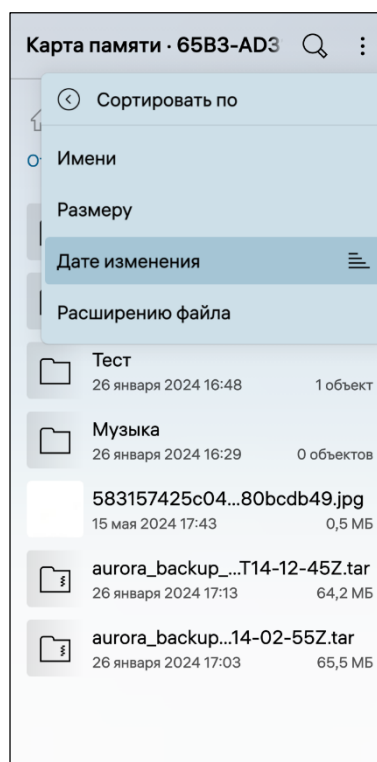 Карта памяти · 65B3-AD3
Сортировать по
От
Имени
Размеру
Дате изменения
Расширению файла
Тест
26 января 2024 16:48 1 объект
Музыка
26 января 2024 16:29 0 объектов
583157425c04...80bcdb49.jpg
15 мая 2024 17:43 0,5 МБ
aurora_backup_...T14-12-45Z.tar
26 января 2024 17:13 64,2 МБ
aurora_backup...14-02-55Z.tar
26 января 2024 17:03 65,5 МБ